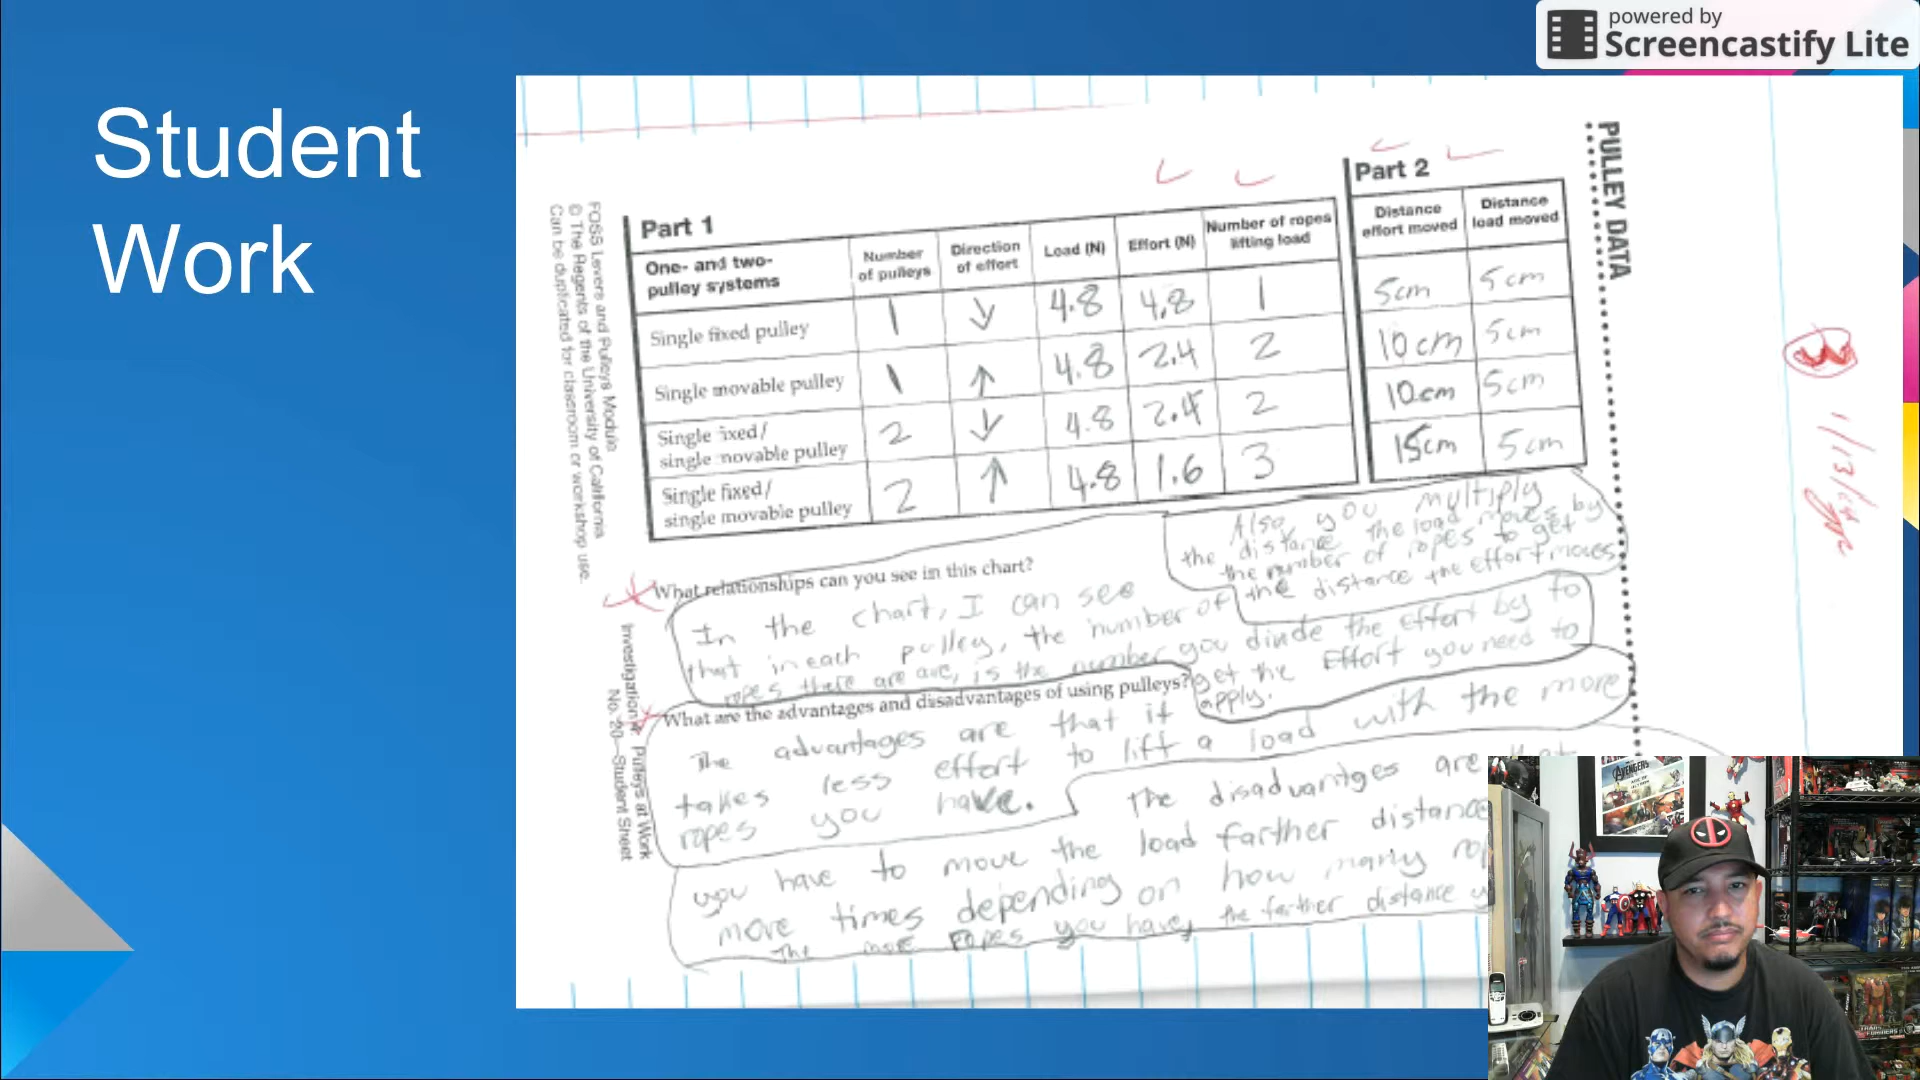 powered by
Screencastify Lite
Student
Work
PULLEY DATA
FOSS Levers and Pulleys Module
© The Regents of the University of California
Can be duplicated for classroom or workshop use.
Part 1
One- and two-
pulley systems
Number
of pulleys
Direction
of effort
Load (N)
Effort (N)
Number of ropes
lifting load
Single fixed pulley 1 ↓ 4.8 4.8 1
Single movable pulley 1 ↑ 4.8 2.4 2
Single fixed/
single movable pulley 2 ↓ 4.8 2.4 2
Single fixed/
single movable pulley 2 ↑ 4.8 1.6 3
Part 2
Distance
effort moved
Distance
load moved
5cm 5cm
10cm 5cm
10cm 5cm
15cm 5cm
What relationships can you see in this chart?
In the chart, I can see
that in each pulley, the number of
ropes there are are, is the number you divide the effort by to
get the Effort you need to
apply.
Also, you multiply
the distance the load moves by
the number of ropes to get
the distance the effort moves
What are the advantages and disadvantages of using pulleys?
The advantages are that it
takes less effort to lift a load with the more
ropes you have.
The disadvantges are that
you have to move the load farther distance
more times depending on how many
The more ropes you have, the farther distance
Investigation 4: Pulleys at Work
No. 20—Student Sheet
3
AVENGERS